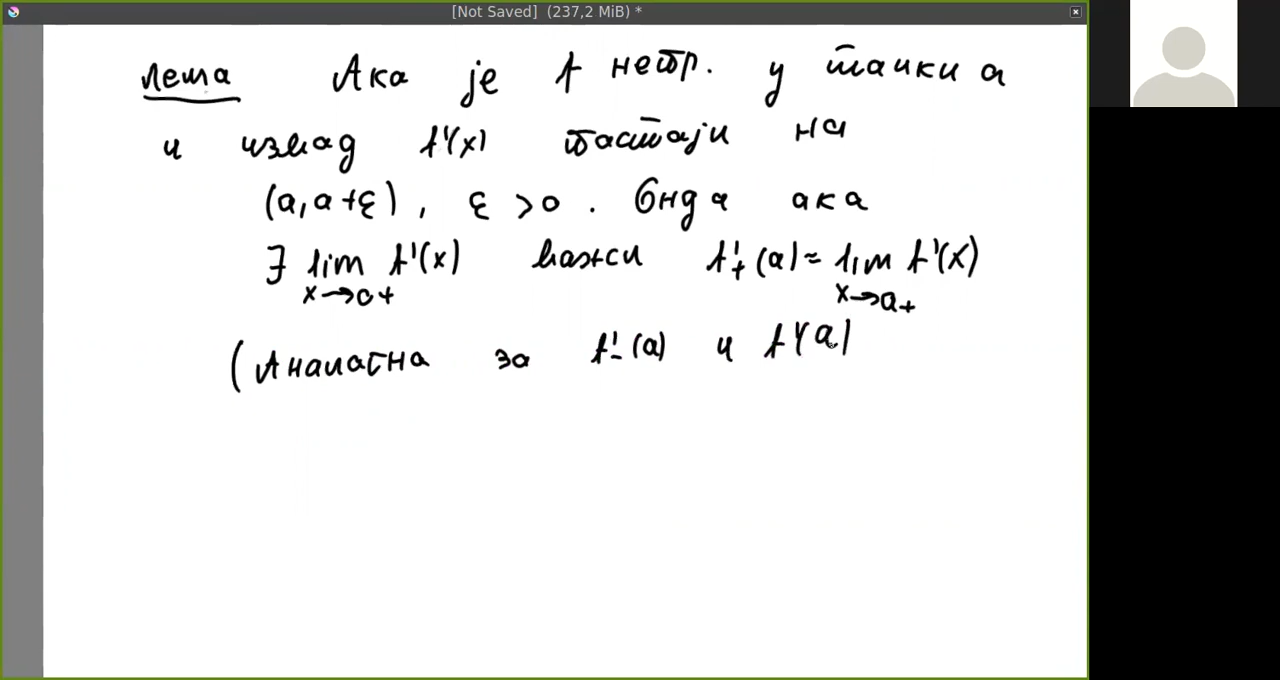 [Not Saved] (237,2 MiB) *
Лема Ако је f непр. у тачки a
и извод f'(x) постоји на
(a, a+ε), ε > 0. Онда ако
∃ lim f'(x) важи f'₊(a) = lim f'(x)
x→a+ x→a+
(Аналогно за f'₋(a) и f'(a)